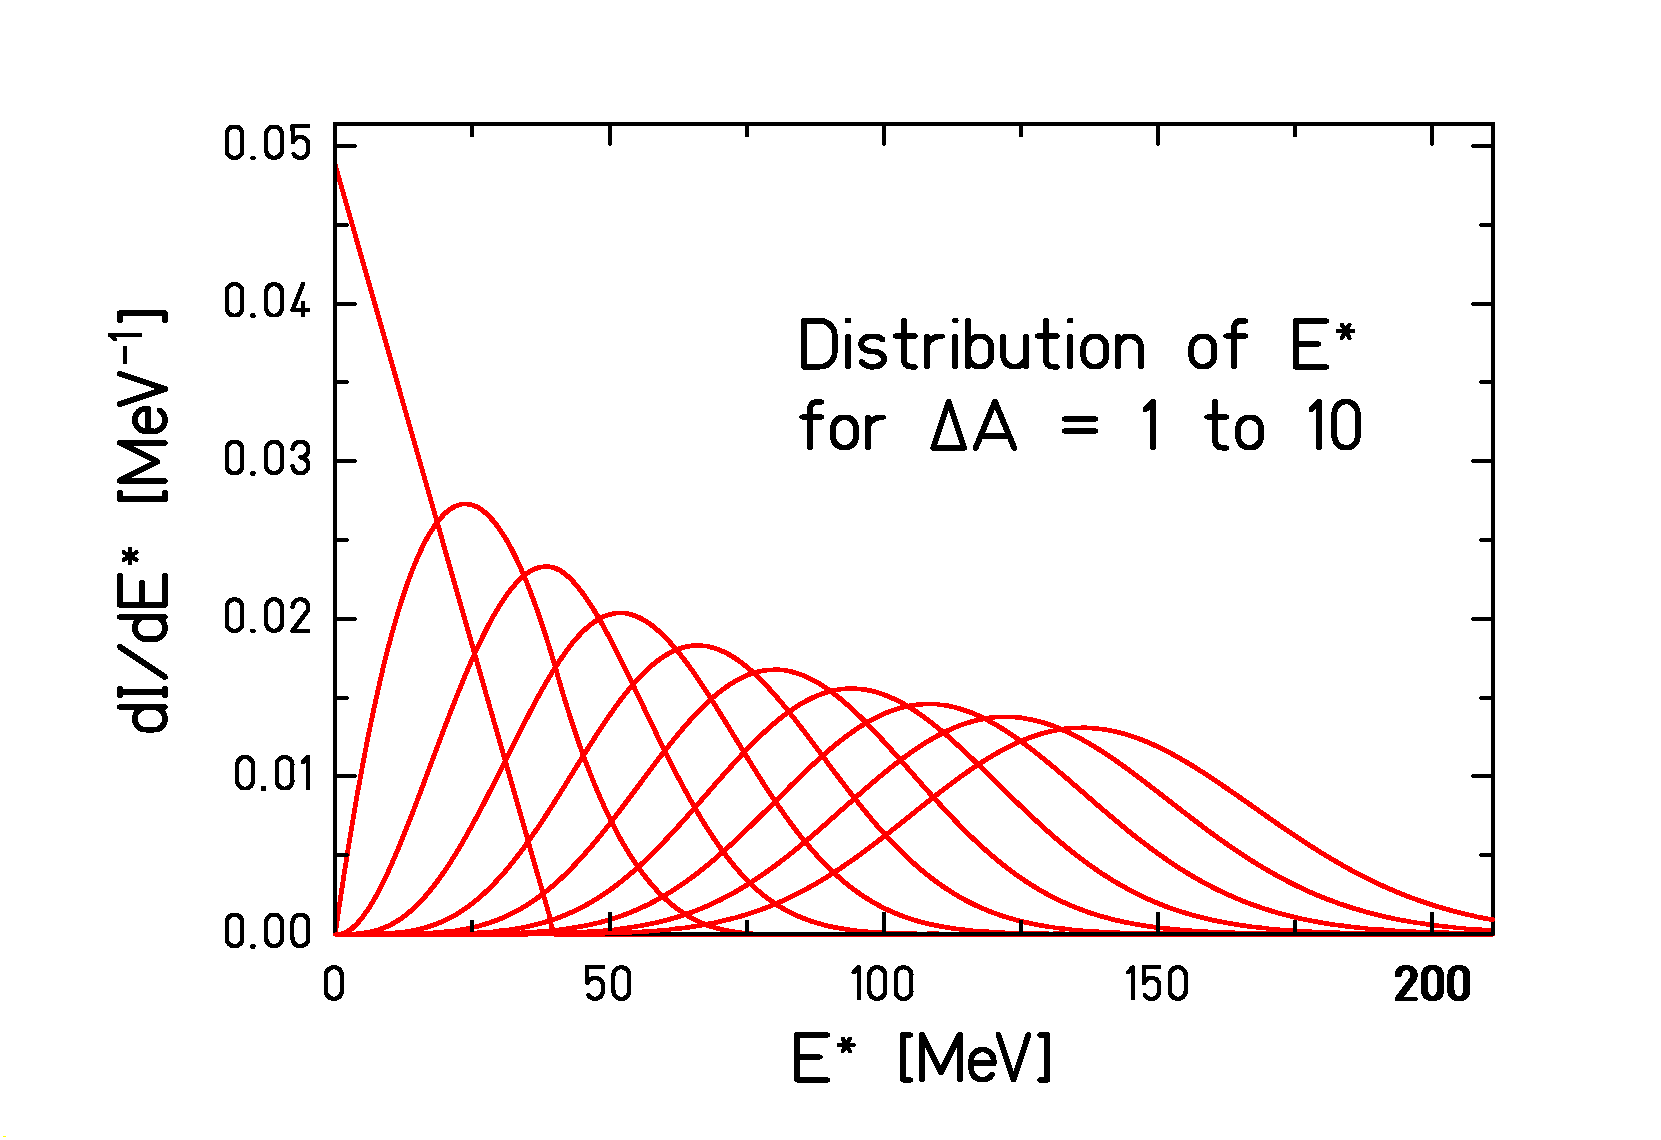 0.05
0.04
0.03
0.02
0.01
0.00
dI/dE* [MeV⁻¹]
Distribution of E*
for ΔA = 1 to 10
0 50 100 150 200
E* [MeV]